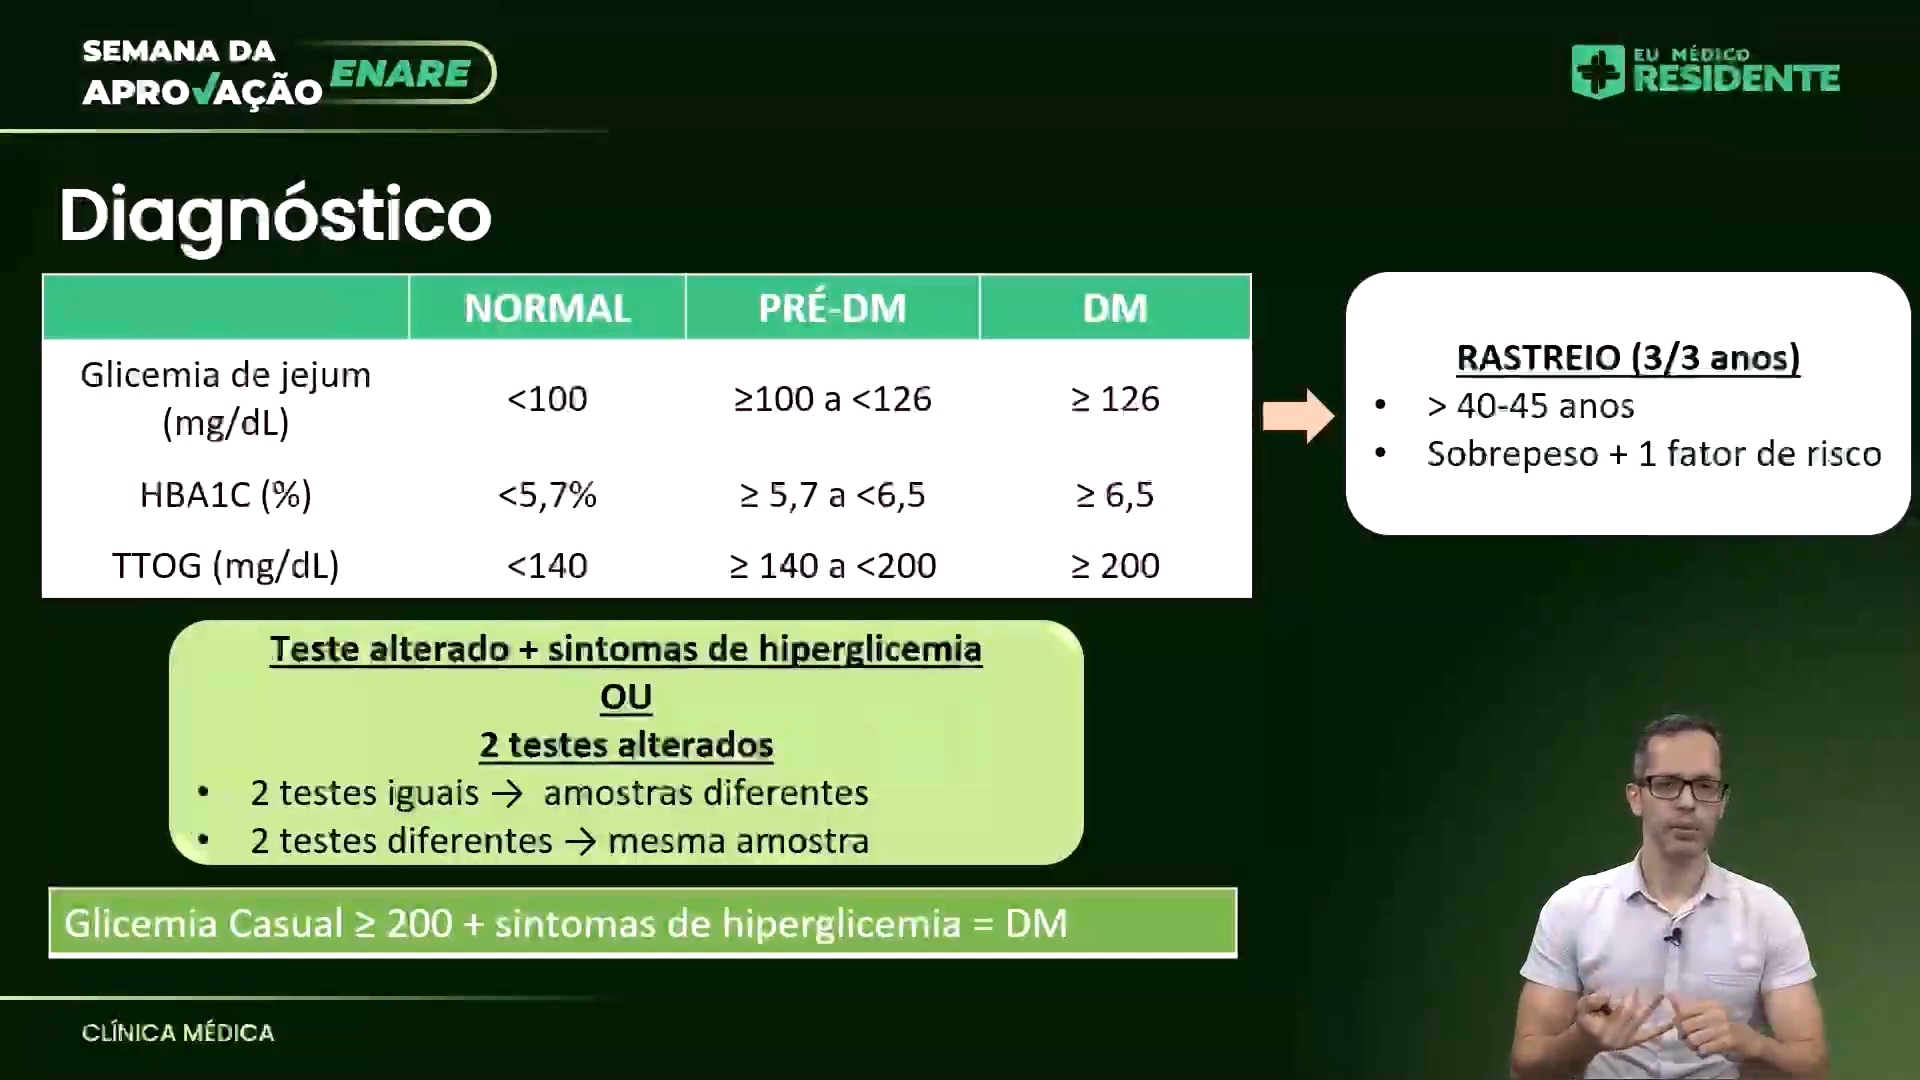 SEMANA DA
APROVAÇÃO ENARE
EU MÉDICO
RESIDENTE
Diagnóstico
NORMAL PRÉ-DM DM
Glicemia de jejum
(mg/dL) <100 ≥100 a <126 ≥ 126
HBA1C (%) <5,7% ≥ 5,7 a <6,5 ≥ 6,5
TTOG (mg/dL) <140 ≥ 140 a <200 ≥ 200
RASTREIO (3/3 anos)
• > 40-45 anos
• Sobrepeso + 1 fator de risco
Teste alterado + sintomas de hiperglicemia
OU
2 testes alterados
• 2 testes iguais → amostras diferentes
• 2 testes diferentes → mesma amostra
Glicemia Casual ≥ 200 + sintomas de hiperglicemia = DM
CLÍNICA MÉDICA